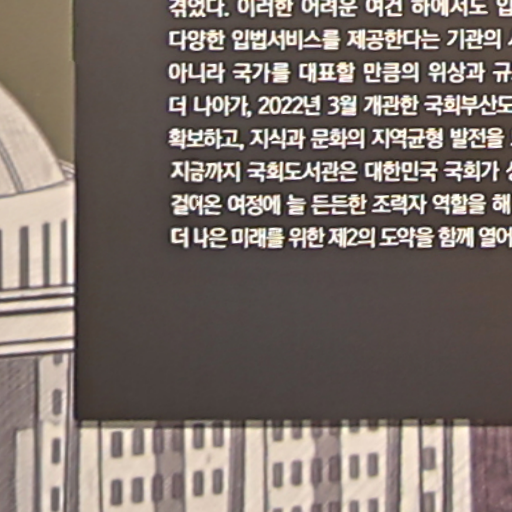 겪었다. 이러한 어려운 여건 하에서도
다양한 입법서비스를 제공한다는 기관의
아니라 국가를 대표할 만큼의 위상과
더 나아가, 2022년 3월 개관한 국회부산도
확보하고, 지식과 문화의 지역균형 발전을
지금까지 국회도서관은 대한민국 국회가
걸어온 여정에 늘 든든한 조력자 역할을 해
더 나은 미래를 위한 제2의 도약을 함께 열어